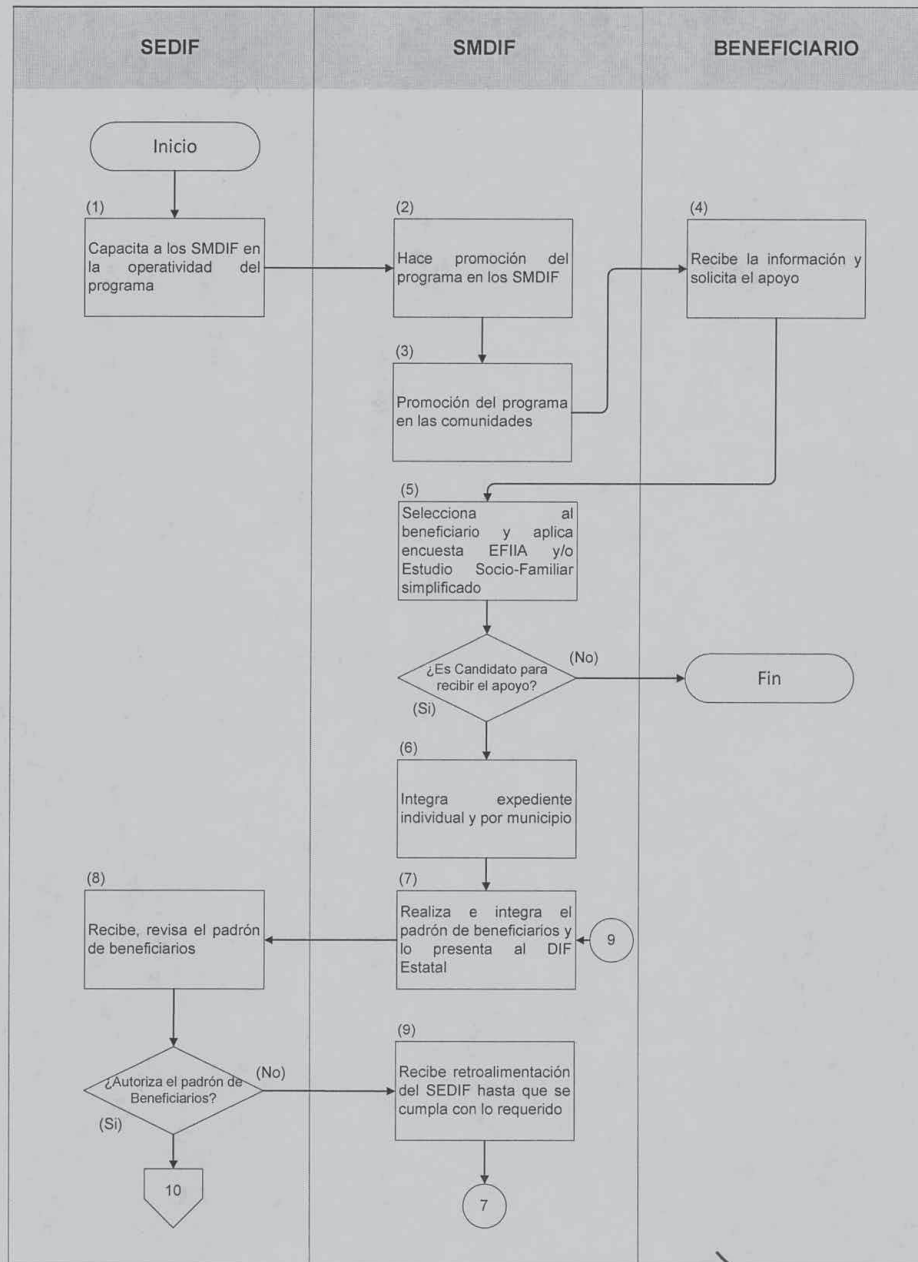 SEDIF
SMDIF
BENEFICIARIO
Inicio
(1)
Capacita a los SMDIF en
la operatividad del
programa
(2)
Hace promoción del
programa en los SMDIF
(3)
Promoción del programa
en las comunidades
(4)
Recibe la información y
solicita el apoyo
(5)
Selecciona al
beneficiario y aplica
encuesta EFIIA y/o
Estudio Socio-Familiar
simplificado
¿Es Candidato para
recibir el apoyo?
(No)
Fin
(Si)
(6)
Integra expediente
individual y por municipio
(7)
Realiza e integra el
padrón de beneficiarios y
lo presenta al DIF
Estatal
9
(8)
Recibe, revisa el padrón
de beneficiarios
¿Autoriza el padrón de
Beneficiarios?
(No)
(Si)
10
(9)
Recibe retroalimentación
del SEDIF hasta que se
cumpla con lo requerido
7